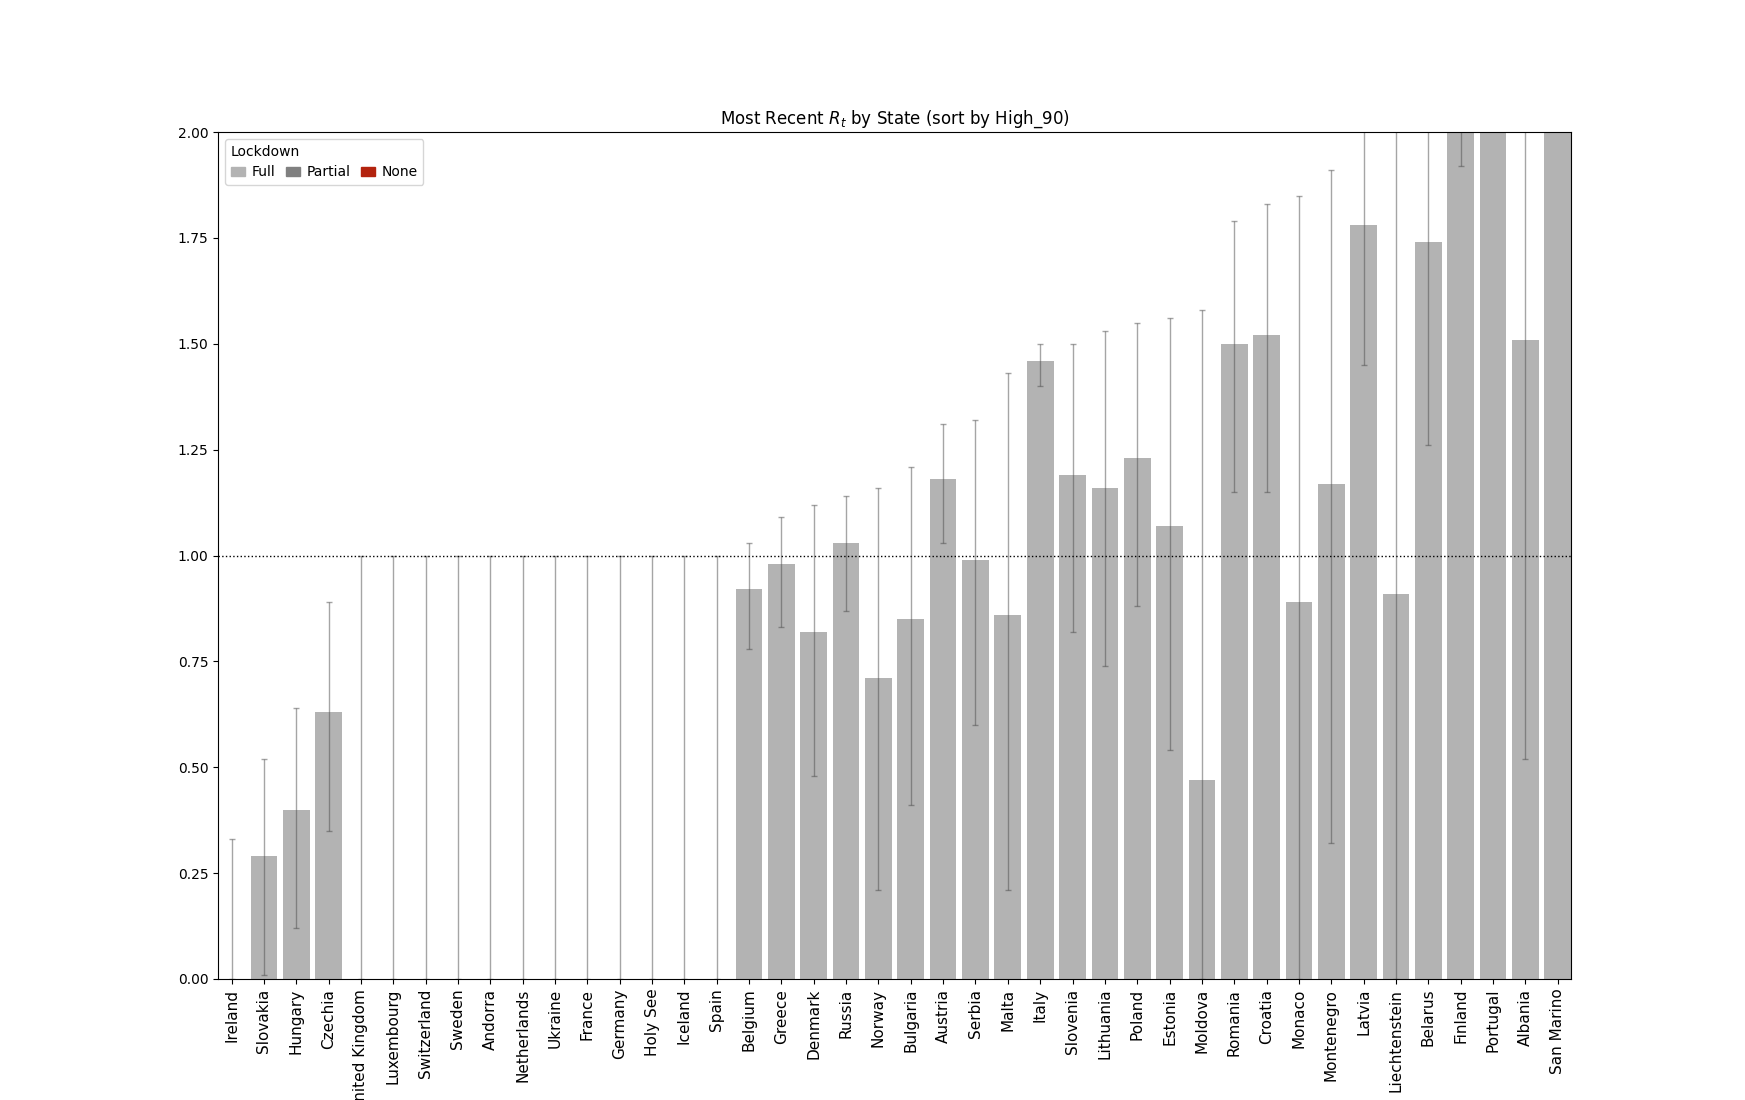 Most Recent R_t by State (sort by High_90)
Lockdown
Full Partial None
2.00
1.75
1.50
1.25
1.00
0.75
0.50
0.25
0.00
Ireland
Slovakia
Hungary
Czechia
nited Kingdom
Luxembourg
Switzerland
Sweden
Andorra
Netherlands
Ukraine
France
Germany
Holy See
Iceland
Spain
Belgium
Greece
Denmark
Russia
Norway
Bulgaria
Austria
Serbia
Malta
Italy
Slovenia
Lithuania
Poland
Estonia
Moldova
Romania
Croatia
Monaco
Montenegro
Latvia
Liechtenstein
Belarus
Finland
Portugal
Albania
San Marino